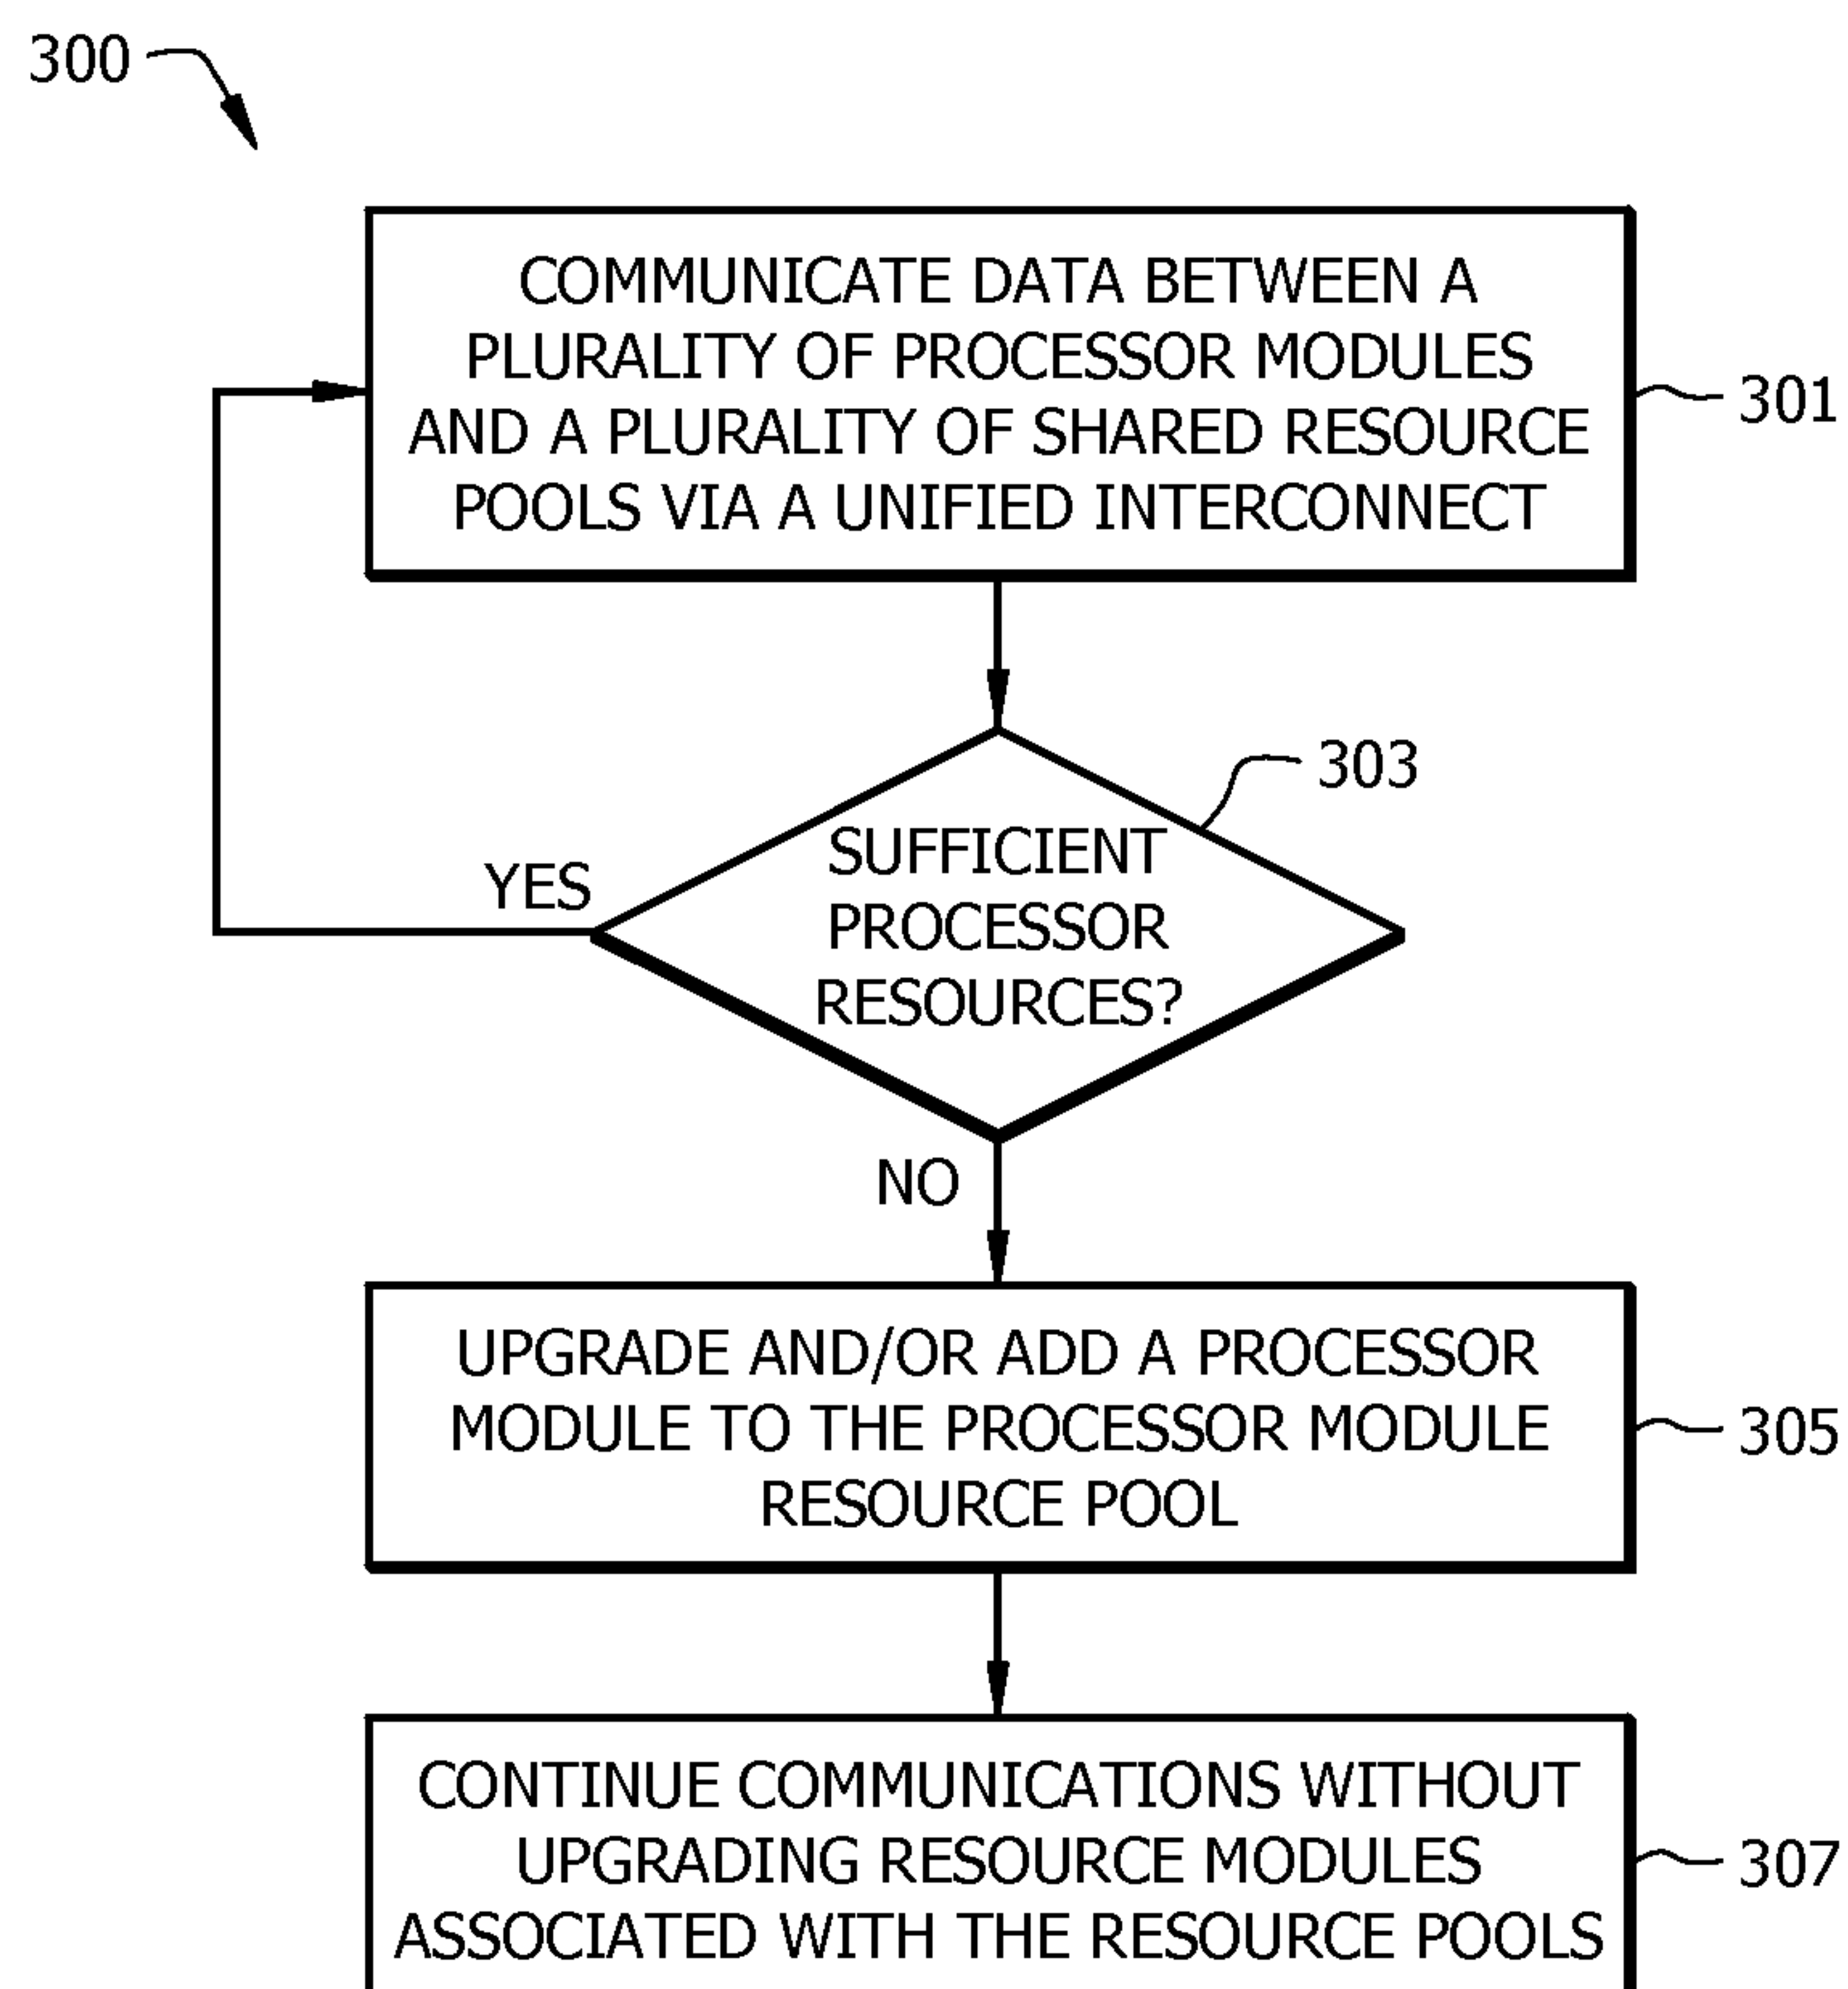 300
COMMUNICATE DATA BETWEEN A
PLURALITY OF PROCESSOR MODULES
AND A PLURALITY OF SHARED RESOURCE
POOLS VIA A UNIFIED INTERCONNECT
301
303
SUFFICIENT
PROCESSOR
RESOURCES?
YES
NO
UPGRADE AND/OR ADD A PROCESSOR
MODULE TO THE PROCESSOR MODULE
RESOURCE POOL
305
CONTINUE COMMUNICATIONS WITHOUT
UPGRADING RESOURCE MODULES
ASSOCIATED WITH THE RESOURCE POOLS
307